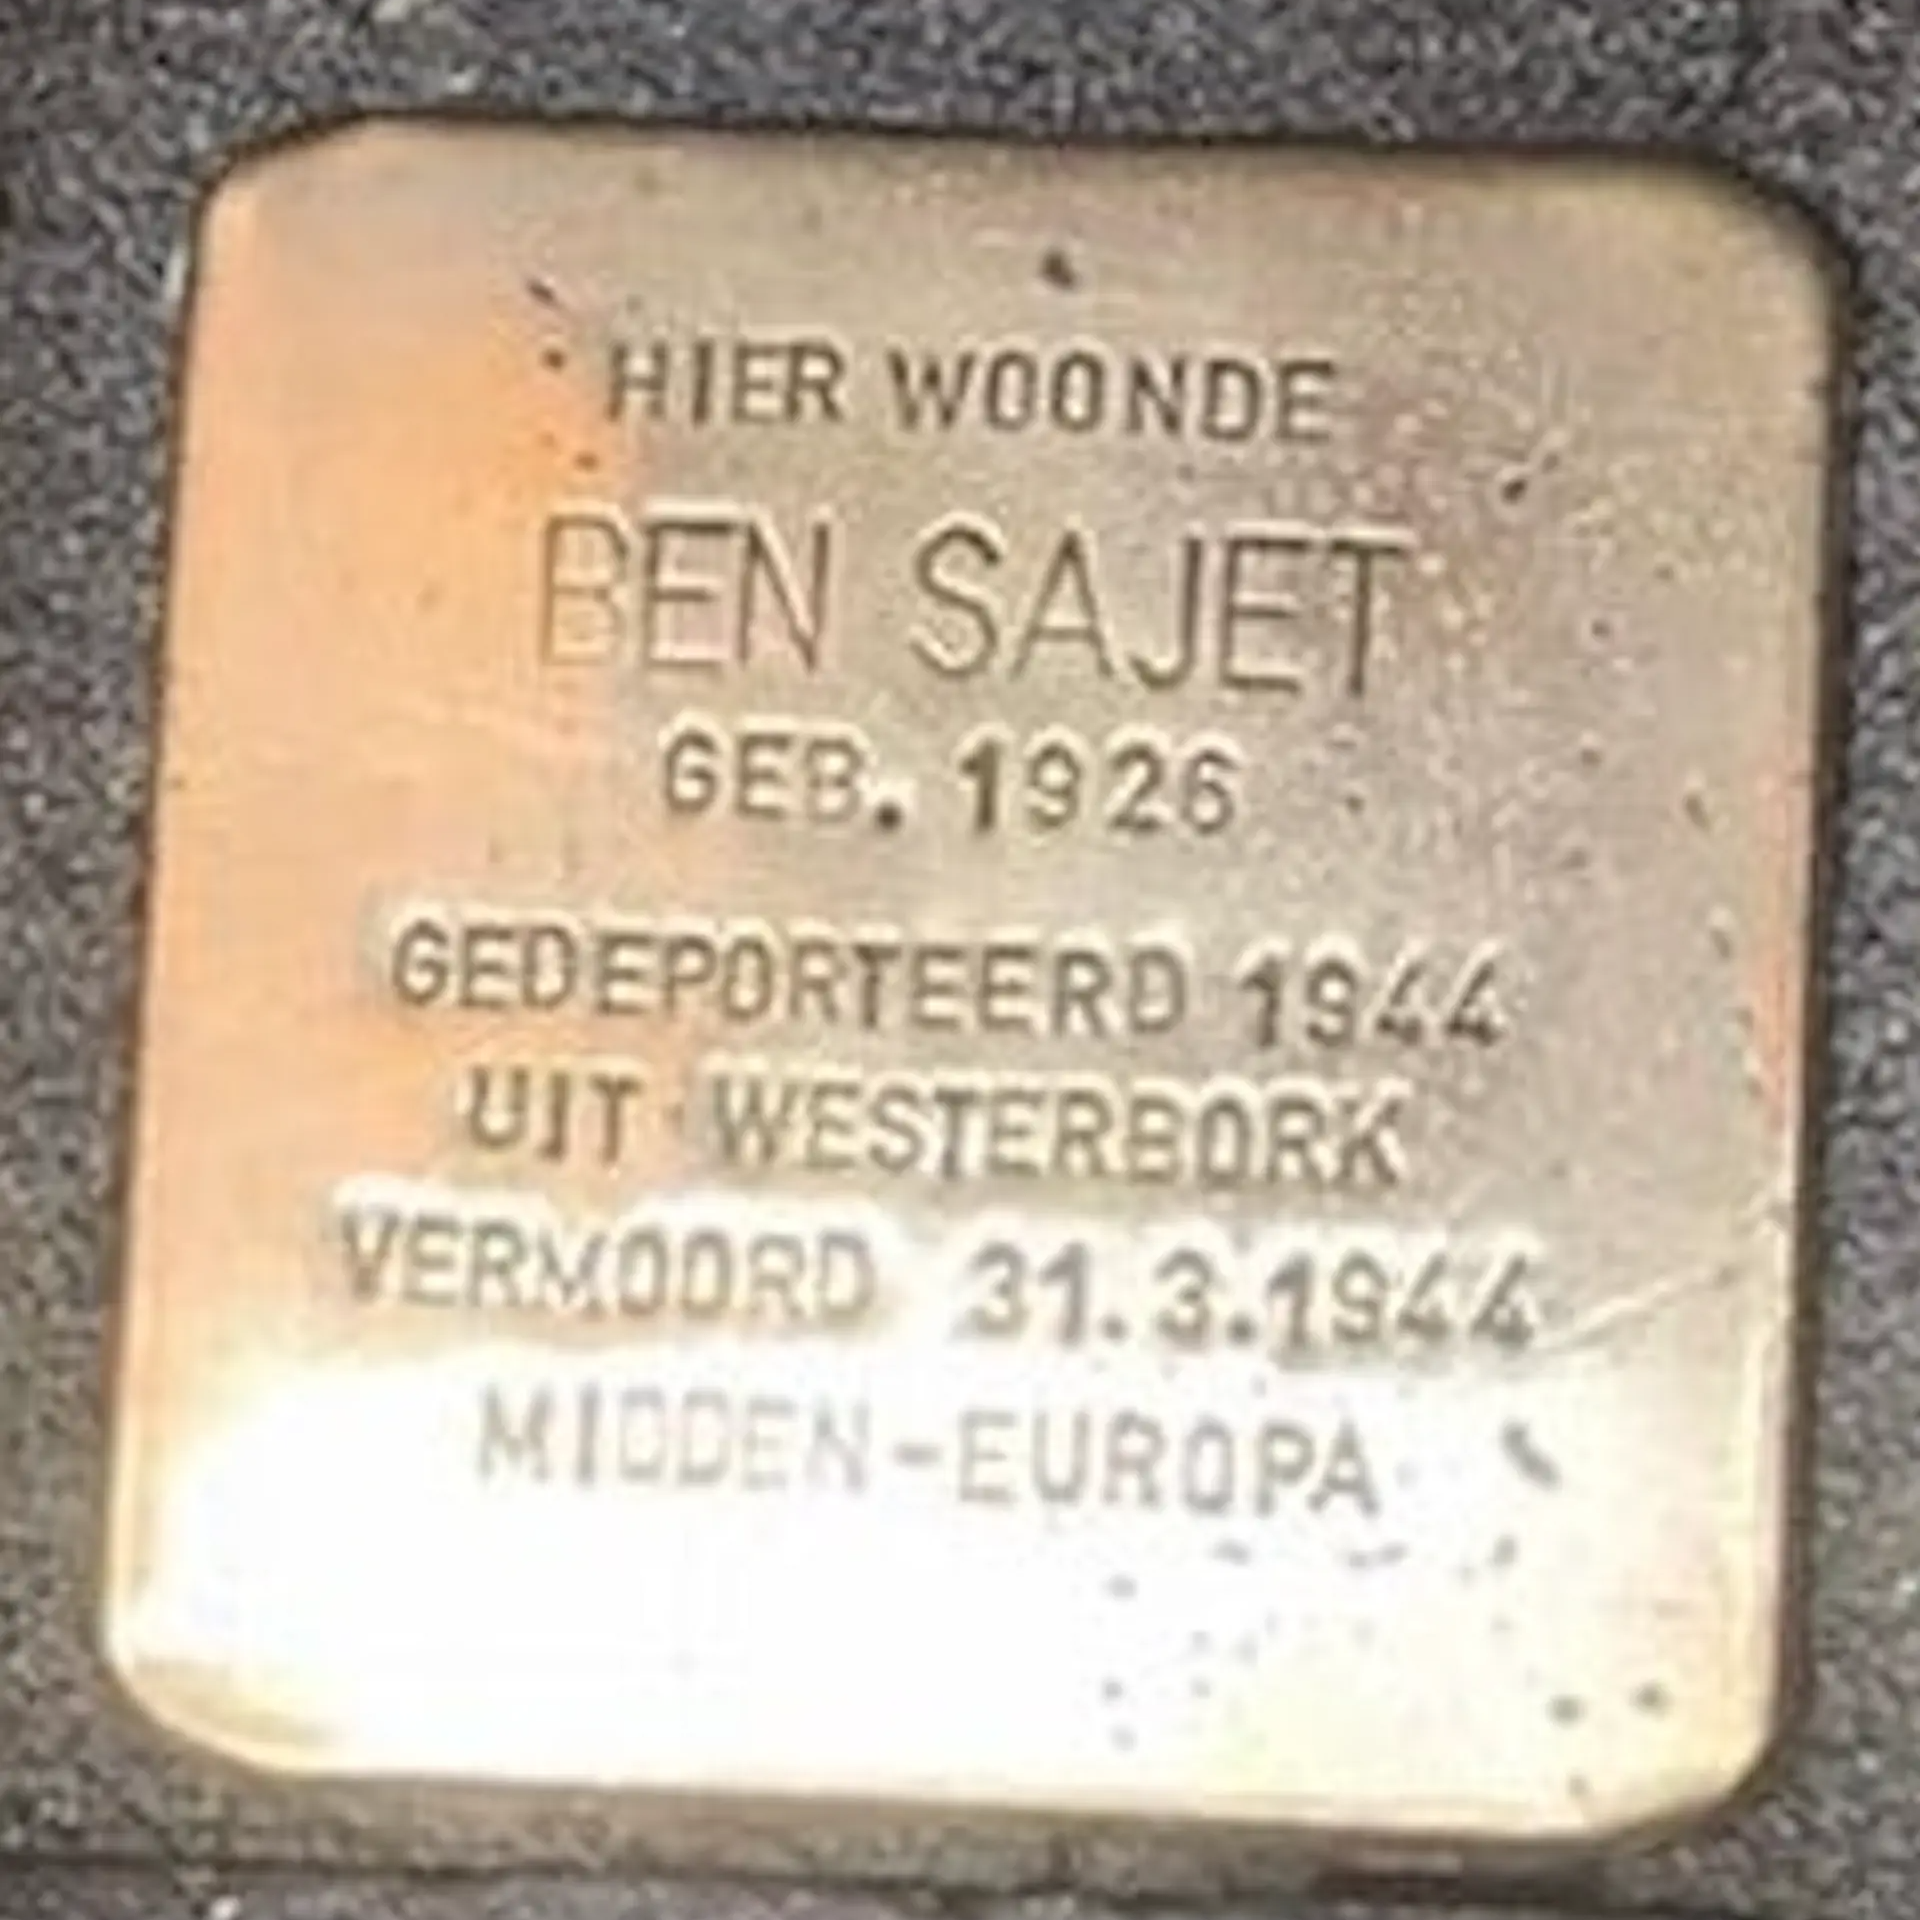 HIER WOONDE
BEN SAJET
GEB. 1926
GEDEPORTEERD 1944
UIT WESTERBORK
VERMOORD 31.3.1944
MIDDEN-EUROPA